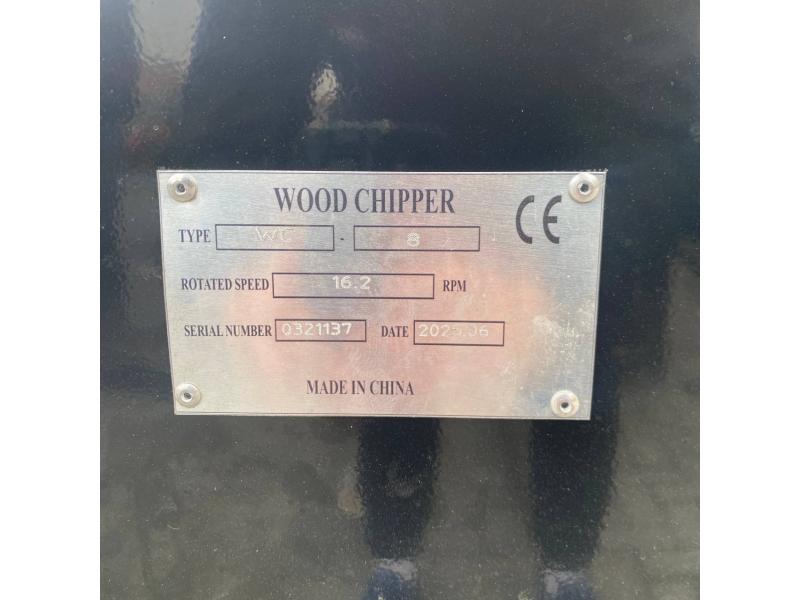 WOOD CHIPPER
CE
TYPE WC - 8
ROTATED SPEED 16.2 RPM
SERIAL NUMBER 0321137 DATE 2025.06
MADE IN CHINA